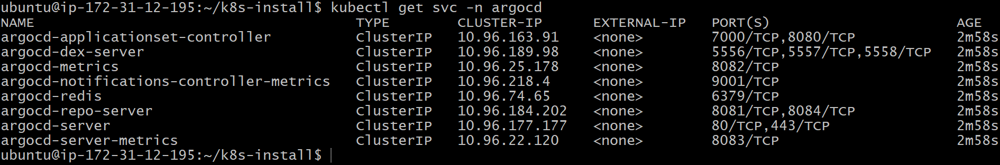 ubuntu@ip-172-31-12-195:~/k8s-install$ kubectl get svc -n argocd
NAME TYPE CLUSTER-IP EXTERNAL-IP PORT(S) AGE
argocd-applicationset-controller ClusterIP 10.96.163.91 <none> 7000/TCP,8080/TCP 2m58s
argocd-dex-server ClusterIP 10.96.189.98 <none> 5556/TCP,5557/TCP,5558/TCP 2m58s
argocd-metrics ClusterIP 10.96.25.178 <none> 8082/TCP 2m58s
argocd-notifications-controller-metrics ClusterIP 10.96.218.4 <none> 9001/TCP 2m58s
argocd-redis ClusterIP 10.96.74.65 <none> 6379/TCP 2m58s
argocd-repo-server ClusterIP 10.96.184.202 <none> 8081/TCP,8084/TCP 2m58s
argocd-server ClusterIP 10.96.177.177 <none> 80/TCP,443/TCP 2m58s
argocd-server-metrics ClusterIP 10.96.22.120 <none> 8083/TCP 2m58s
ubuntu@ip-172-31-12-195:~/k8s-install$